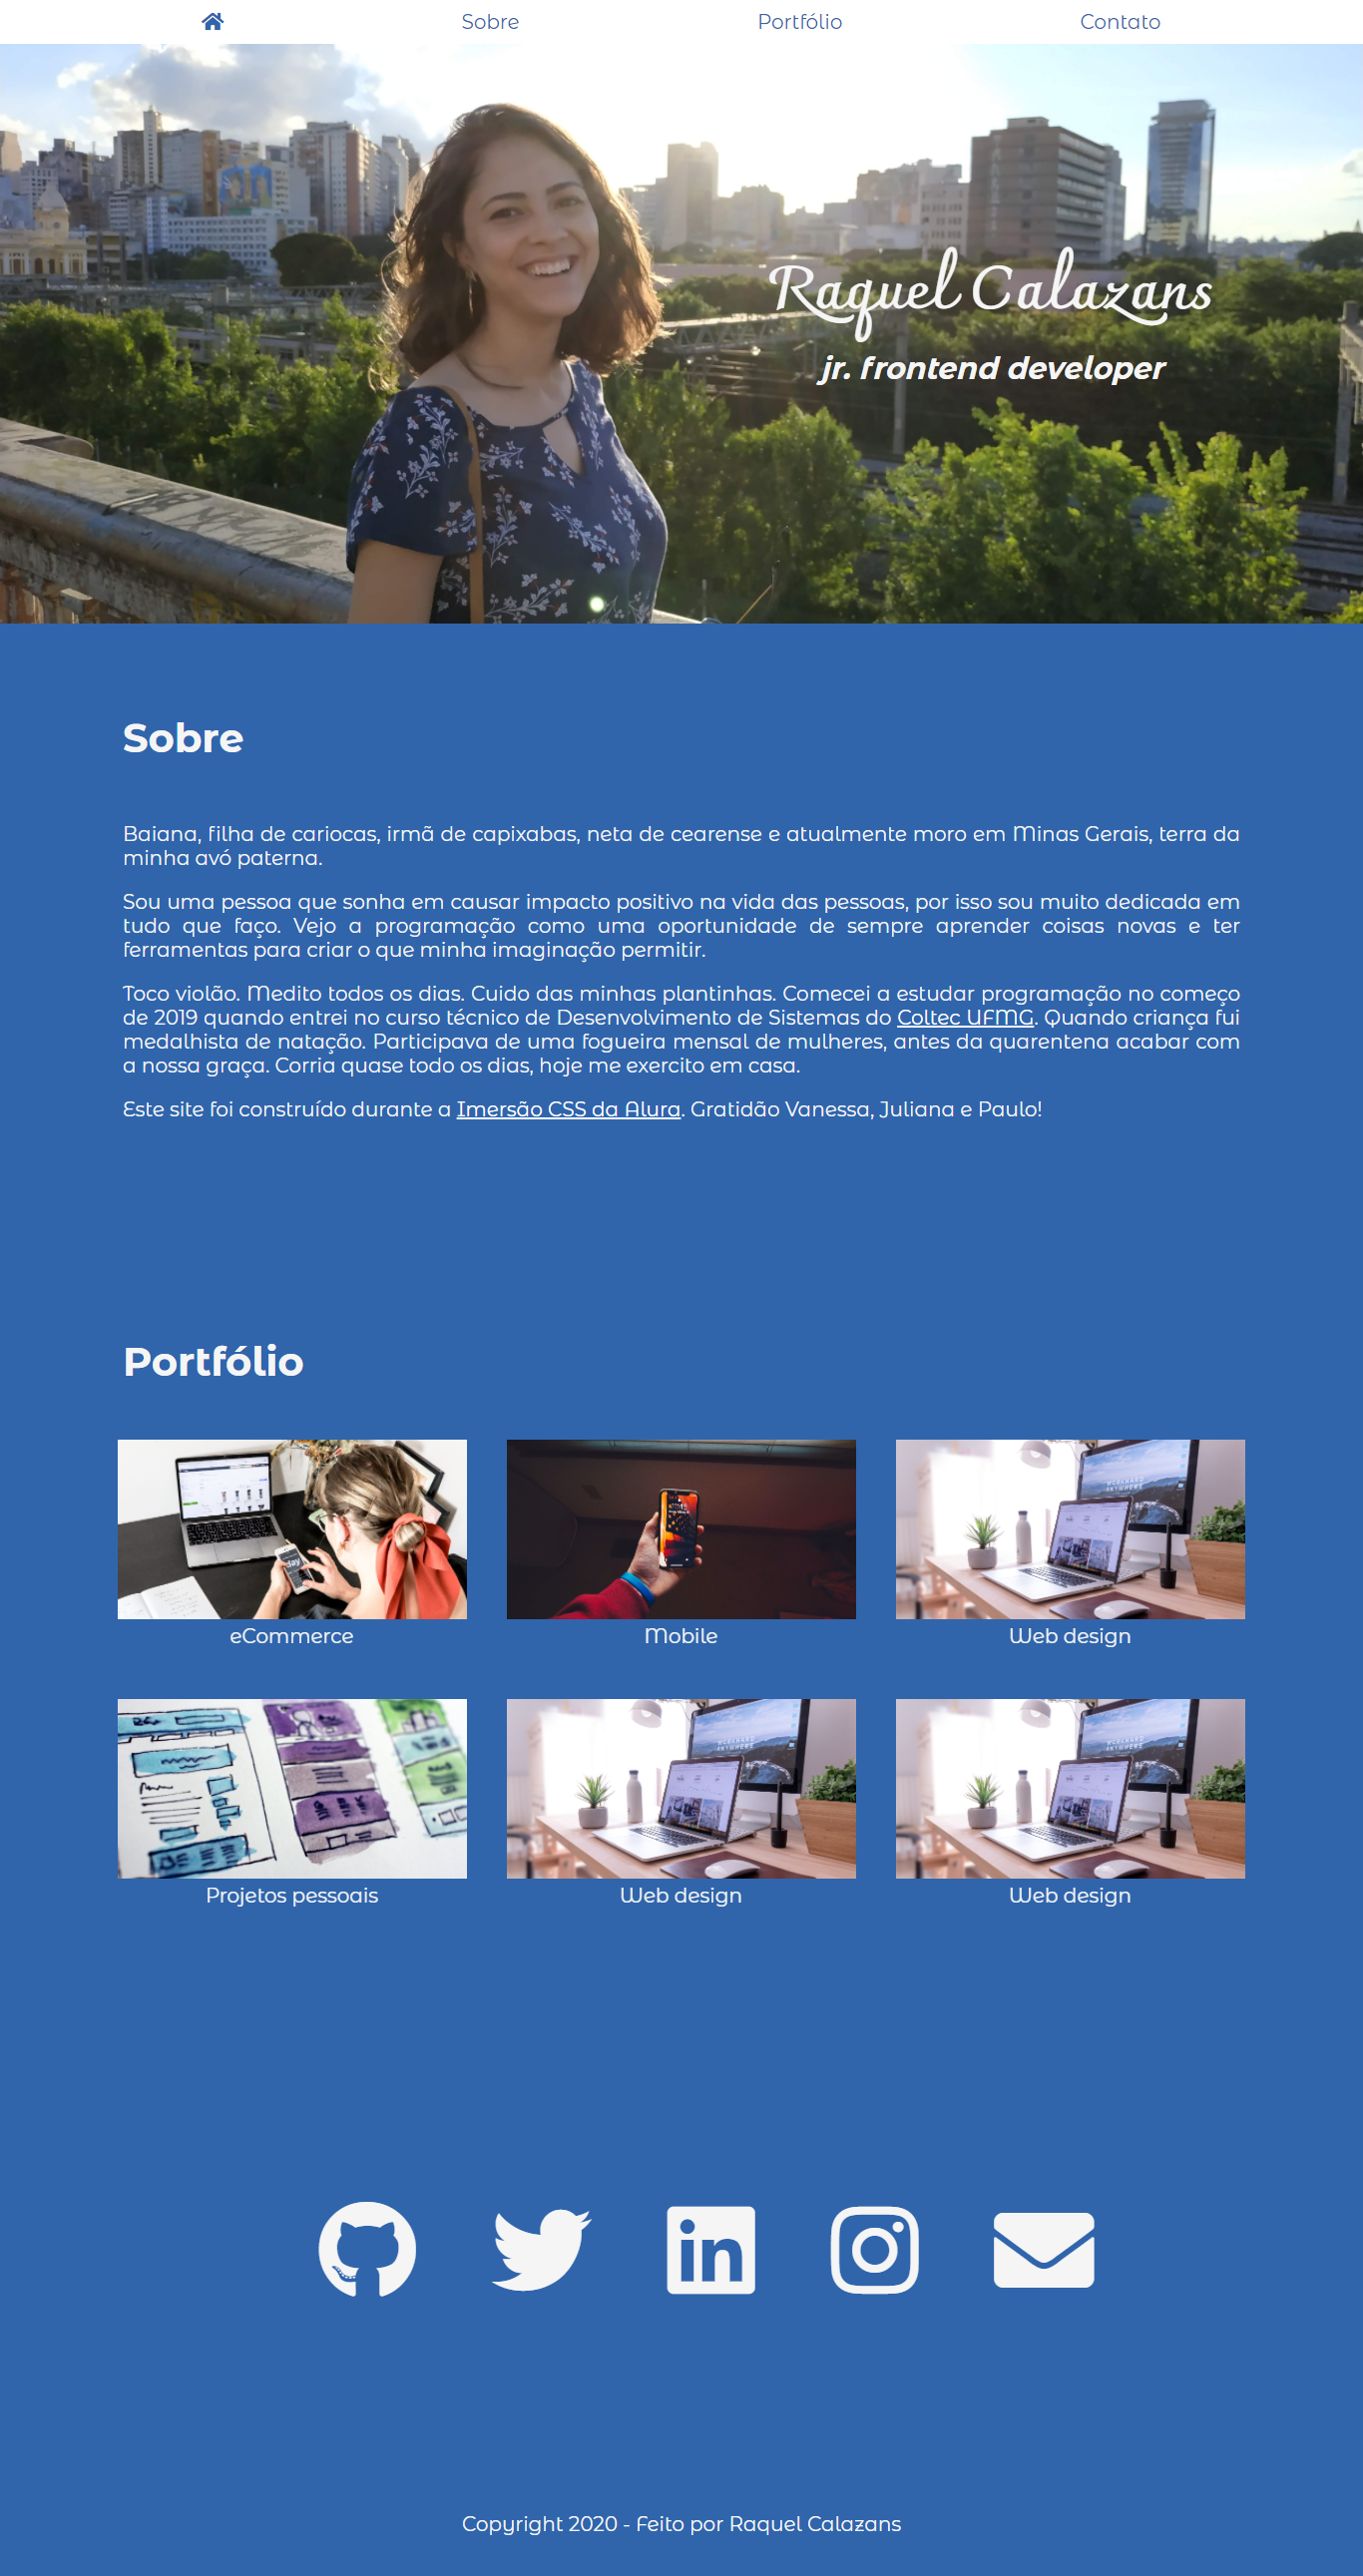 Sobre
Portfólio
Contato
Raquel Calazans
jr. frontend developer
Sobre
Baiana, filha de cariocas, irmã de capixabas, neta de cearense e atualmente moro em Minas Gerais, terra da
minha avó paterna.
Sou uma pessoa que sonha em causar impacto positivo na vida das pessoas, por isso sou muito dedicada em
tudo que faço. Vejo a programação como uma oportunidade de sempre aprender coisas novas e ter
ferramentas para criar o que minha imaginação permitir.
Toco violão. Medito todos os dias. Cuido das minhas plantinhas. Comecei a estudar programação no começo
de 2019 quando entrei no curso técnico de Desenvolvimento de Sistemas do Coltec UFMG. Quando criança fui
medalhista de natação. Participava de uma fogueira mensal de mulheres, antes da quarentena acabar com
a nossa graça. Corria quase todo os dias, hoje me exercito em casa.
Este site foi construído durante a Imersão CSS da Alura. Gratidão Vanessa, Juliana e Paulo!
Portfólio
eCommerce
Mobile
Web design
Projetos pessoais
Web design
Web design
in
Copyright 2020 - Feito por Raquel Calazans